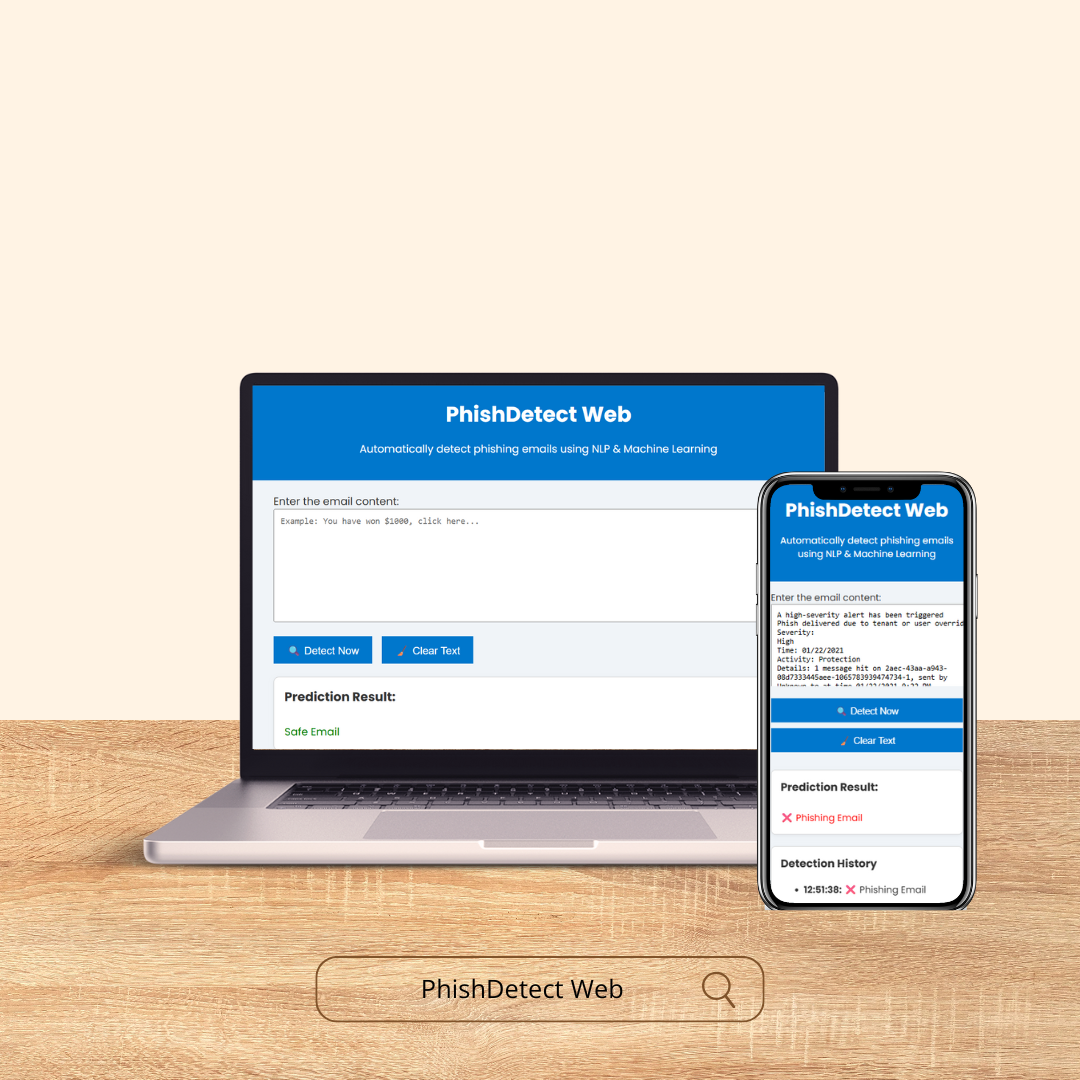 PhishDetect Web
Automatically detect phishing emails using NLP & Machine Learning
Enter the email content:
Example: You have won $1000, click here...
Detect Now
Clear Text
Prediction Result:
Safe Email
PhishDetect Web
Automatically detect phishing emails
using NLP & Machine Learning
Enter the email content:
A high-severity alert has been triggered
Phish delivered due to tenant or user overrid
Severity:
High
Time: 01/22/2021
Activity: Protection
Details: 1 message hit on 2aec-43aa-a943-
08d7333445aee-1065783939474734-1, sent by
Detect Now
Clear Text
Prediction Result:
❌ Phishing Email
Detection History
• 12:51:38: ❌ Phishing Email
PhishDetect Web